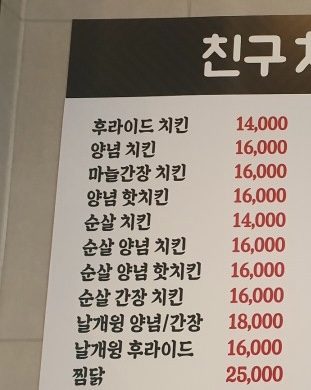 친구
후라이드 치킨 14,000
양념 치킨 16,000
마늘간장 치킨 16,000
양념 핫치킨 16,000
순살 치킨 14,000
순살 양념 치킨 16,000
순살 양념 핫치킨 16,000
순살 간장 치킨 16,000
날개윙 양념/간장 18,000
날개윙 후라이드 16,000
찜닭 25,000